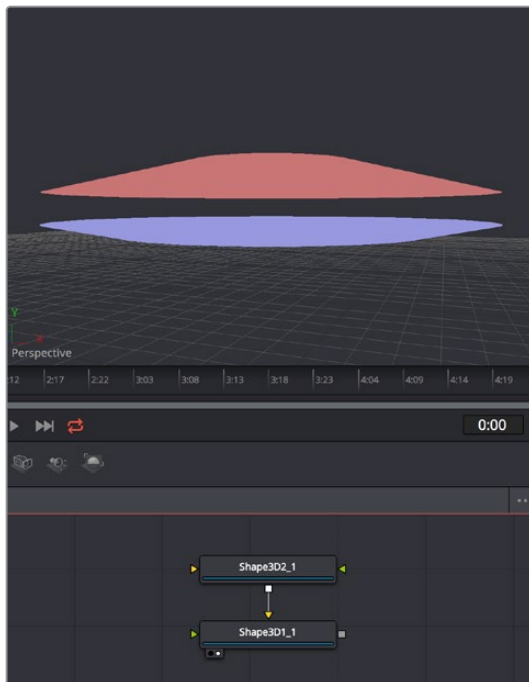 Y
X
Perspective
:12 2:17 2:22 3:03 3:08 3:13 3:18 3:23 4:04 4:09 4:14 4:19
0:00
Shape3D2_1
Shape3D1_1